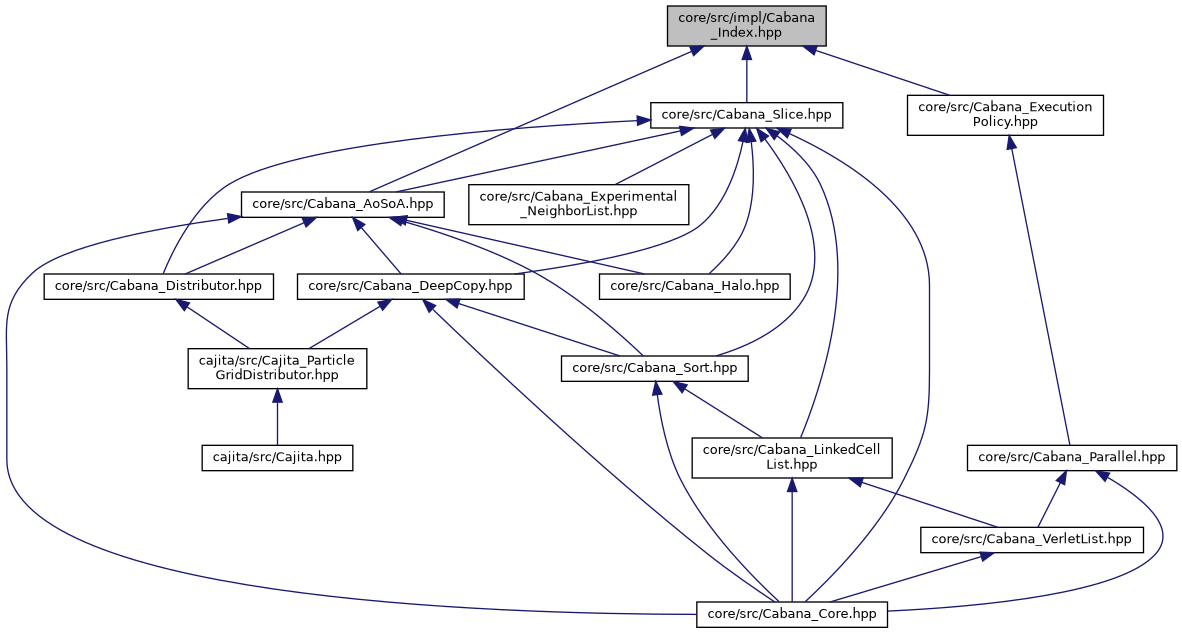 core/src/impl/Cabana
_Index.hpp
core/src/Cabana_Execution
Policy.hpp
core/src/Cabana_Slice.hpp
core/src/Cabana_AoSoA.hpp
core/src/Cabana_Experimental
_NeighborList.hpp
core/src/Cabana_Distributor.hpp
core/src/Cabana_DeepCopy.hpp
core/src/Cabana_Halo.hpp
cajita/src/Cajita_Particle
GridDistributor.hpp
core/src/Cabana_Sort.hpp
cajita/src/Cajita.hpp
core/src/Cabana_LinkedCell
List.hpp
core/src/Cabana_Parallel.hpp
core/src/Cabana_VerletList.hpp
core/src/Cabana_Core.hpp